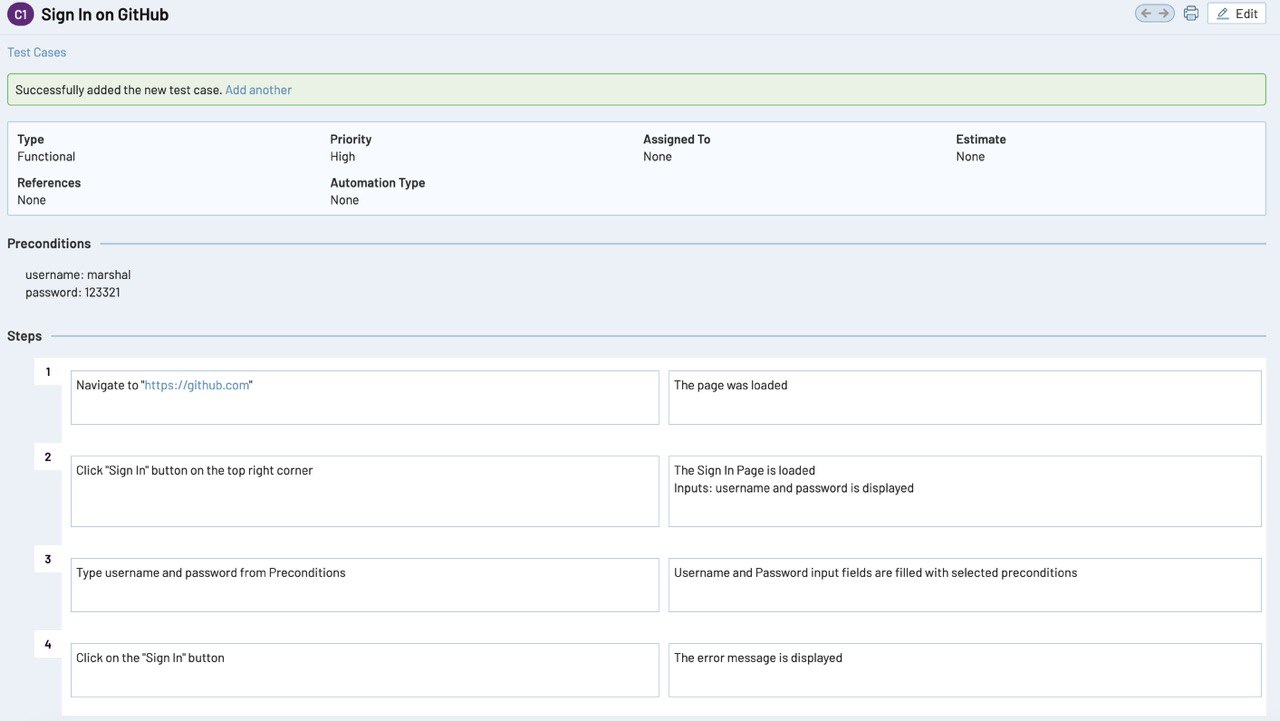 C1 Sign In on GitHub
Edit
Test Cases
Successfully added the new test case. Add another
Type Priority Assigned To Estimate
Functional High None None
References Automation Type
None None
Preconditions
username: marshal
password: 123321
Steps
1
Navigate to "https://github.com"
The page was loaded
2
Click "Sign In" button on the top right corner
The Sign In Page is loaded
Inputs: username and password is displayed
3
Type username and password from Preconditions
Username and Password input fields are filled with selected preconditions
4
Click on the "Sign In" button
The error message is displayed